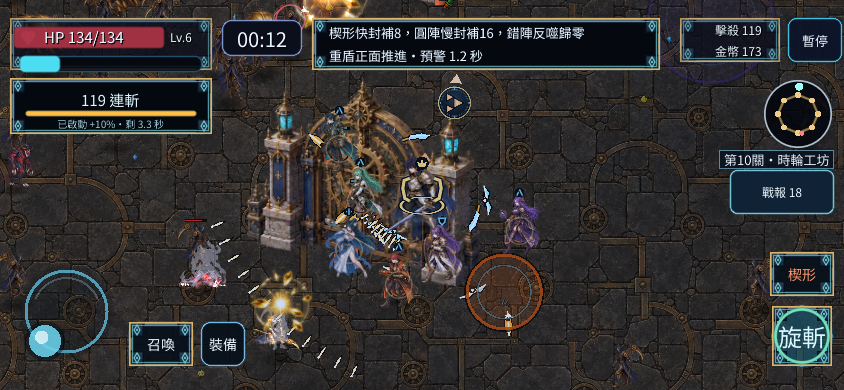 HP 134/134
Lv.6
00:12
楔形快封補8，圓陣慢封補16，錯陣反噬歸零
重盾正面推進・預警 1.2 秒
擊殺 119
金幣 173
暫停
119 連斬
已啟動 +10%・剩 3.3 秒
第10關・時輪工坊
戰報 18
楔形
旋斬
召喚
裝備